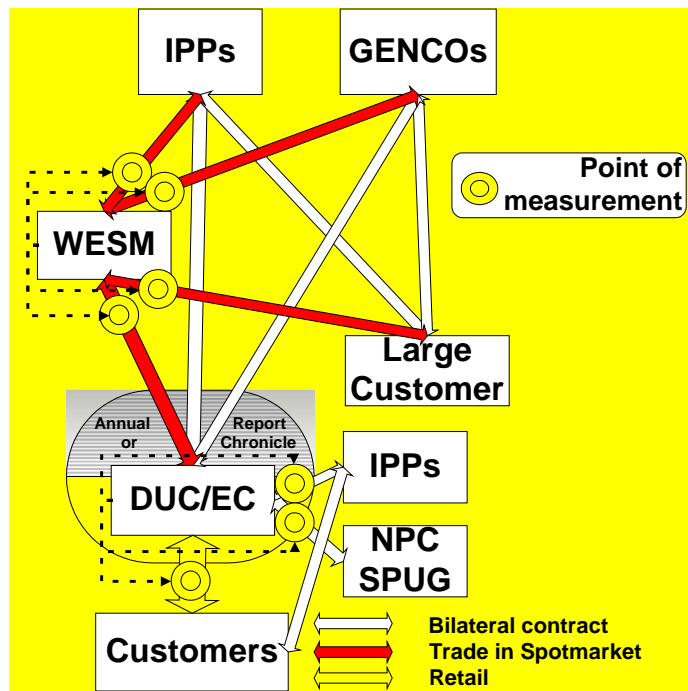 IPPs
GENCOs
Point of
measurement
WESM
Large
Customer
Annual Report
or Chronicle
IPPs
DUC/EC
NPC
SPUG
Customers
Bilateral contract
Trade in Spotmarket
Retail